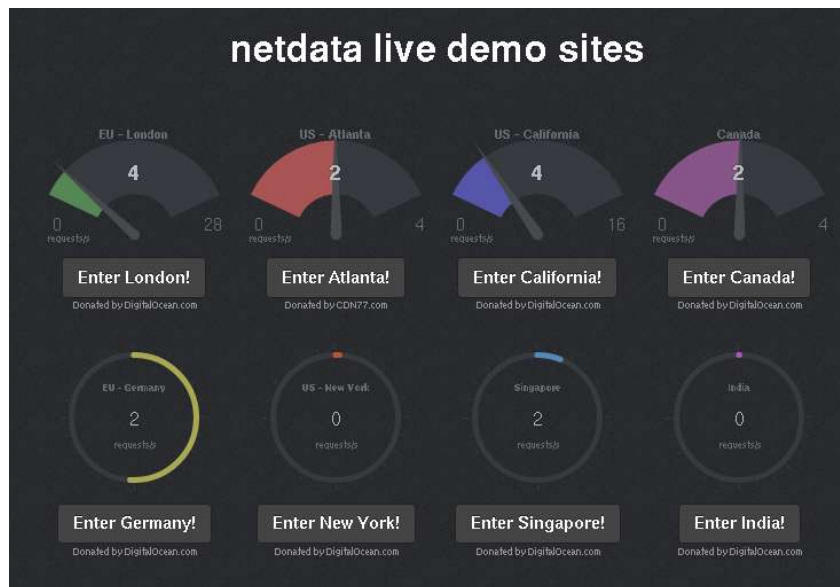 netdata live demo sites
EU - London
US - Atlanta
US - California
Canada
4
2
4
2
0
28
0
4
0
16
0
4
requests/s
requests/s
requests/s
requests/s
Enter London!
Enter Atlanta!
Enter California!
Enter Canada!
Donated by DigitalOcean.com
Donated by CDN77.com
Donated by DigitalOcean.com
Donated by DigitalOcean.com
EU - Germany
US - New York
Singapore
India
2
0
2
0
requests/s
requests/s
requests/s
requests/s
Enter Germany!
Enter New York!
Enter Singapore!
Enter India!
Donated by DigitalOcean.com
Donated by DigitalOcean.com
Donated by DigitalOcean.com
Donated by DigitalOcean.com